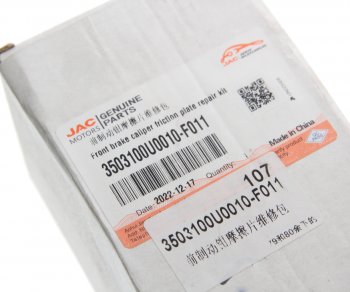 JAC
MOTORS
GENUINE
PARTS
JAC
前制动钳摩擦片维修包
Front brake caliper friction plate repair kit
3503100U0010-F011
Date:
2022-12-17
Quantity:
Made in China
107
3503100U0010-F011
前制动钳摩擦片维修包